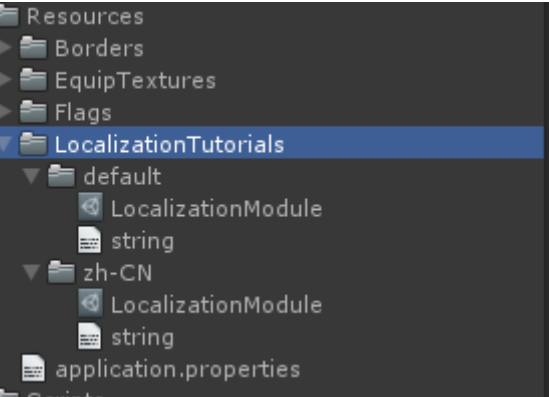 Resources
Borders
EquipTextures
Flags
LocalizationTutorials
default
LocalizationModule
string
zh-CN
LocalizationModule
string
application.properties